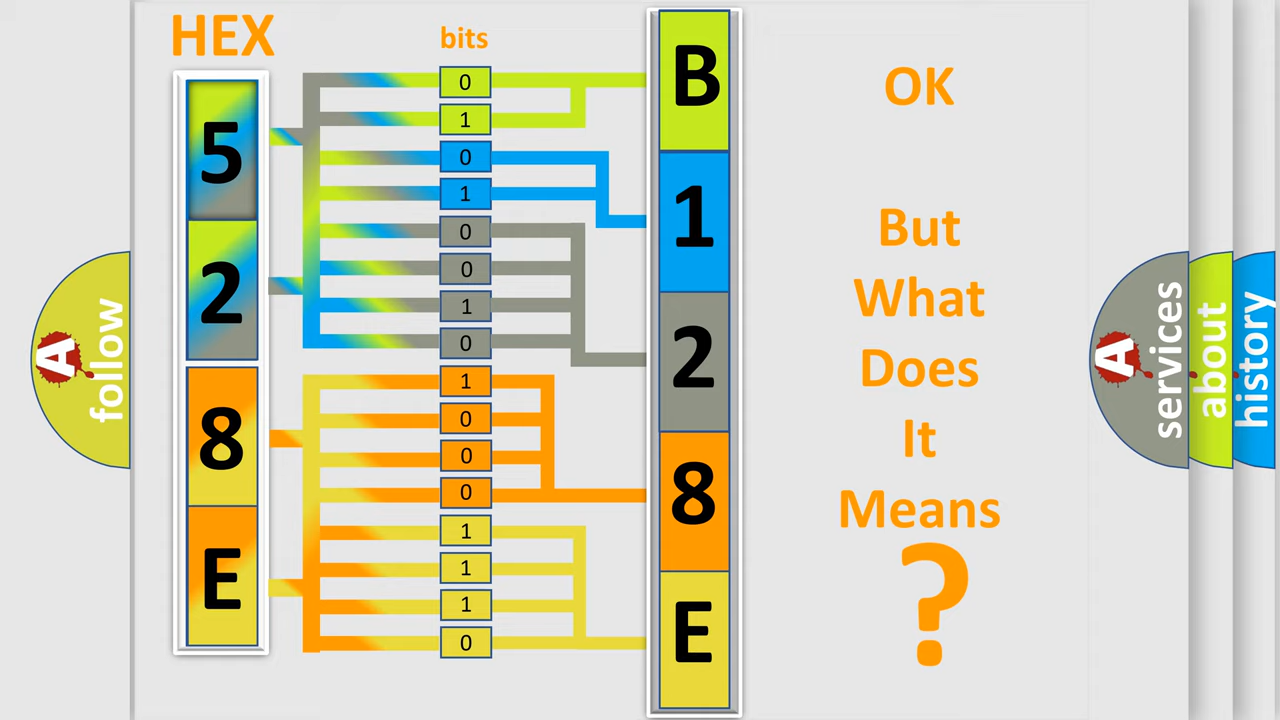 HEX
bits
5
2
8
E
0
1
0
1
0
0
1
0
1
0
0
0
1
1
1
0
B
1
2
8
E
OK
But
What
Does
It
Means
?
A
follow
A
services
about
history